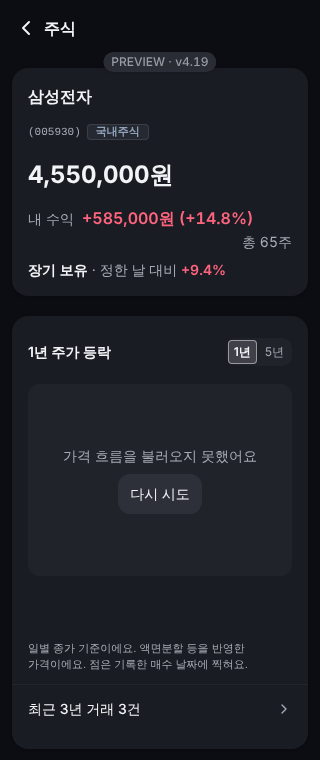 주식
PREVIEW · v4.19
삼성전자
(005930) 국내주식
4,550,000원
내 수익 +585,000원 (+14.8%)
총 65주
장기 보유 · 정한 날 대비 +9.4%
1년 주가 등락 1년 5년
가격 흐름을 불러오지 못했어요
다시 시도
일별 종가 기준이에요. 액면분할 등을 반영한
가격이에요. 점은 기록한 매수 날짜에 찍혀요.
최근 3년 거래 3건